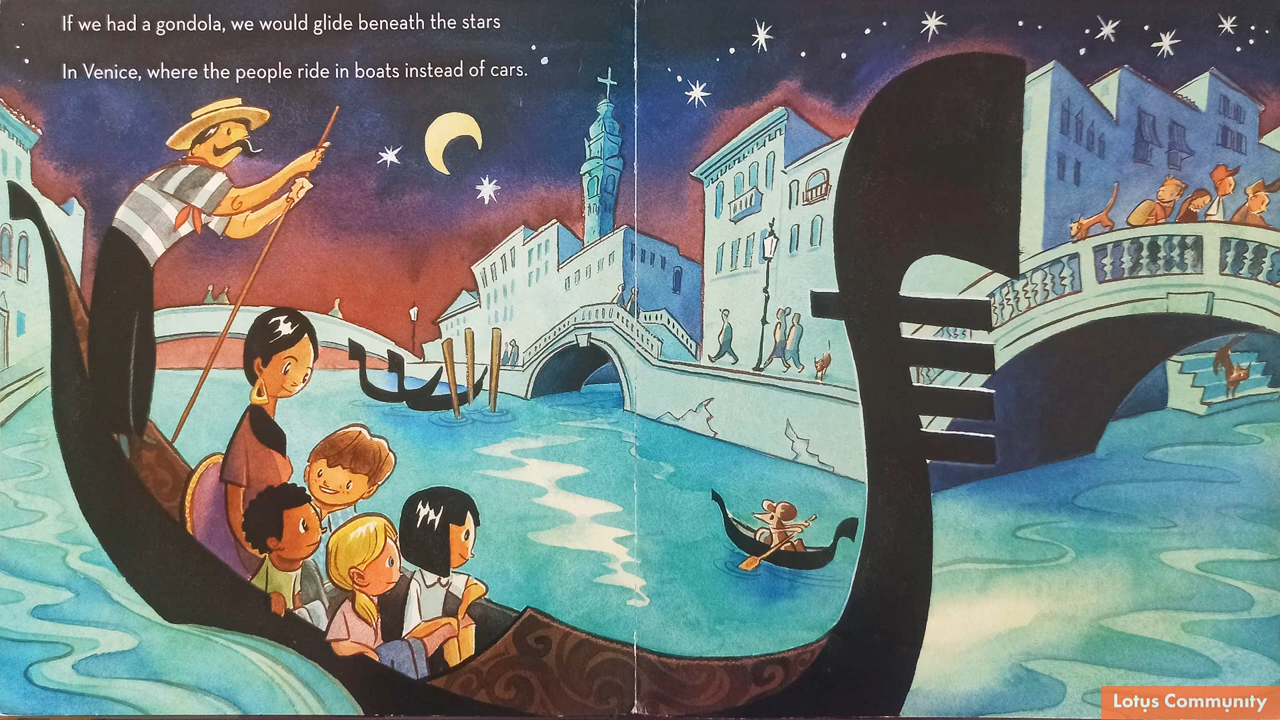 If we had a gondola, we would glide beneath the stars
In Venice, where the people ride in boats instead of cars.
Lotus Community